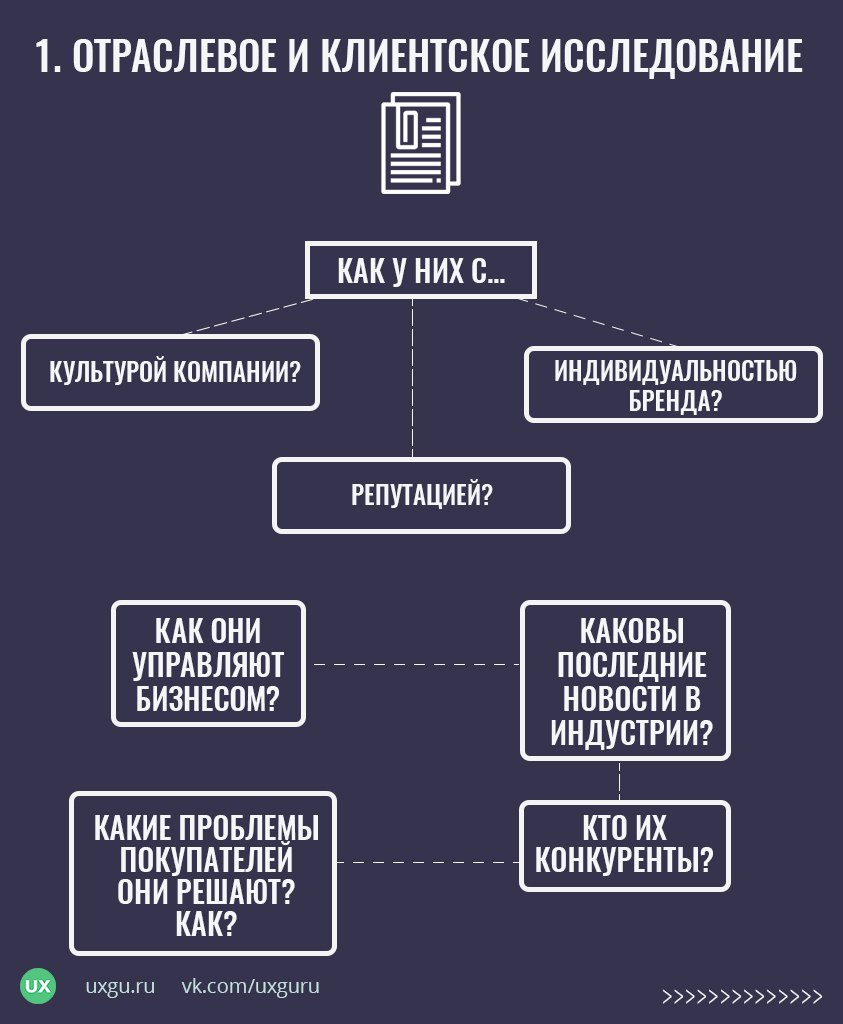 1. ОТРАСЛЕВОЕ И КЛИЕНТСКОЕ ИССЛЕДОВАНИЕ
КАК У НИХ С...
КУЛЬТУРОЙ КОМПАНИИ?
ИНДИВИДУАЛЬНОСТЬЮ
БРЕНДА?
РЕПУТАЦИЕЙ?
КАК ОНИ
УПРАВЛЯЮТ
БИЗНЕСОМ?
КАКОВЫ
ПОСЛЕДНИЕ
НОВОСТИ В
ИНДУСТРИИ?
КАКИЕ ПРОБЛЕМЫ
ПОКУПАТЕЛЕЙ
ОНИ РЕШАЮТ?
КАК?
КТО ИХ
КОНКУРЕНТЫ?
UX uxgu.ru vk.com/uxguru
>>>>>>>>>>>>>>